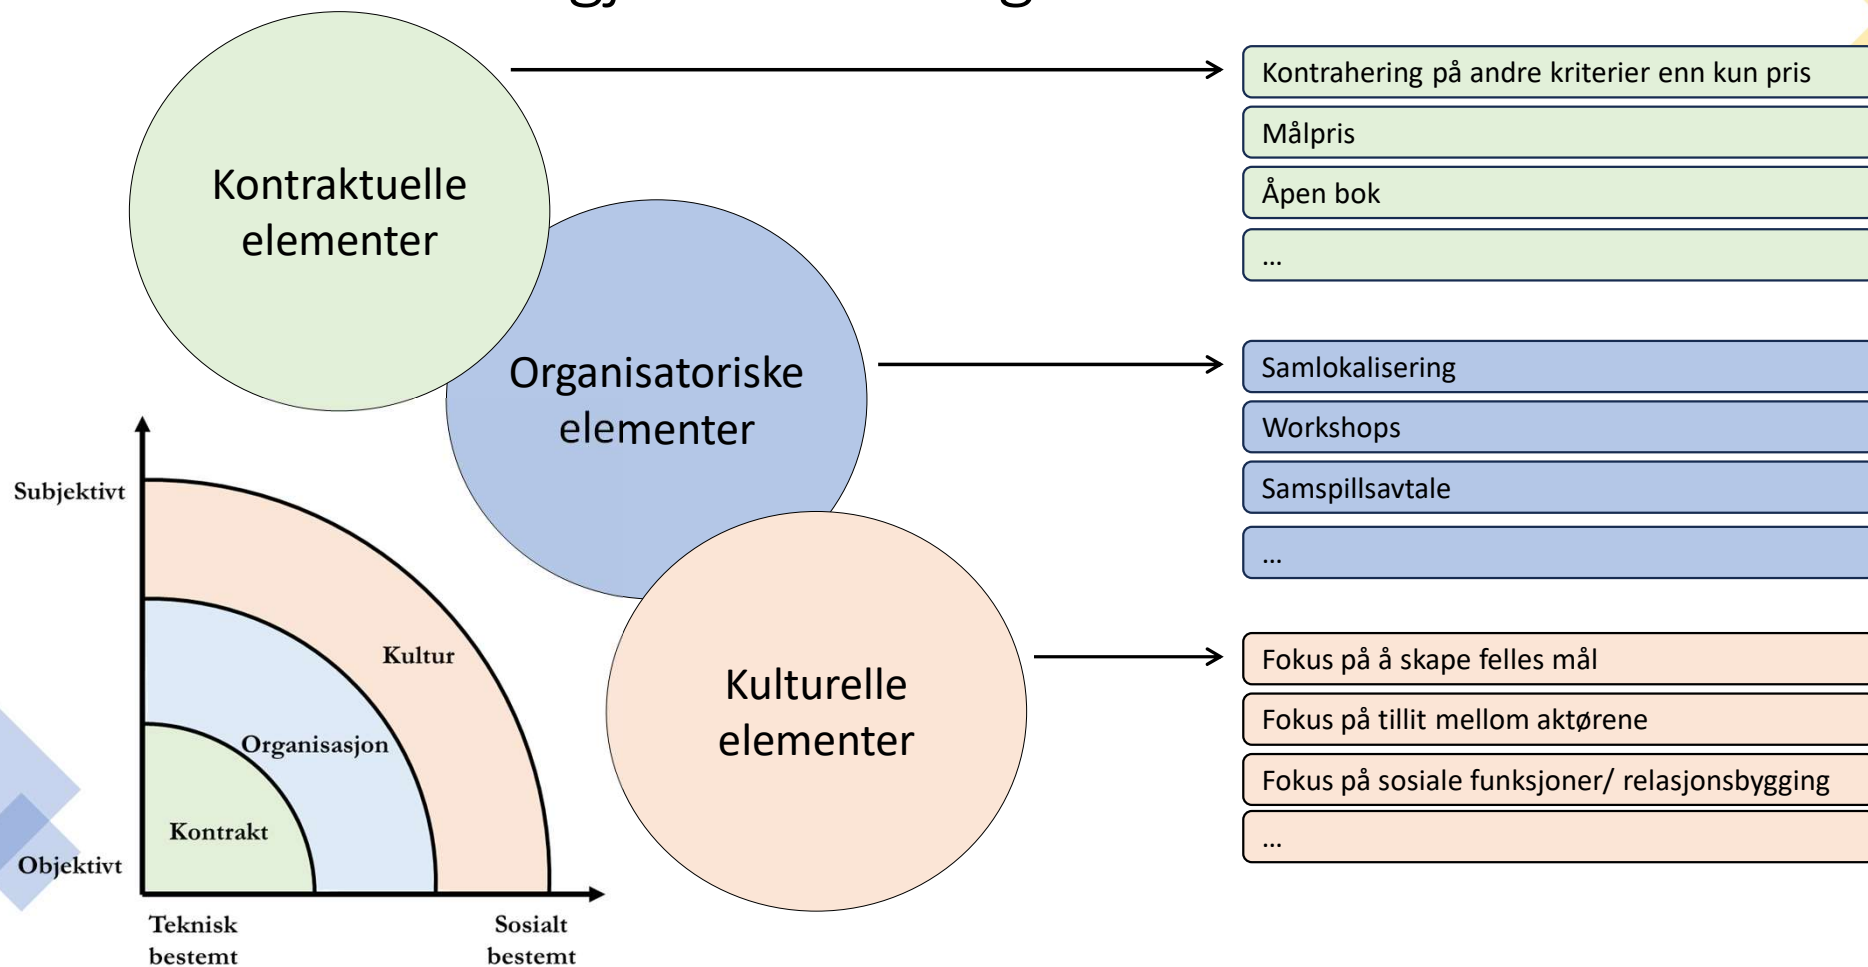 Kontraktuelle
elementer
Kontrahering på andre kriterier enn kun pris
Målpris
Åpen bok
...
Organisatoriske
elementer
Samlokalisering
Workshops
Samspillsavtale
...
Kulturelle
elementer
Fokus på å skape felles mål
Fokus på tillit mellom aktørene
Fokus på sosiale funksjoner/ relasjonsbygging
...
Subjektivt
Kultur
Organisasjon
Kontrakt
Objektivt
Teknisk
bestemt
Sosialt
bestemt